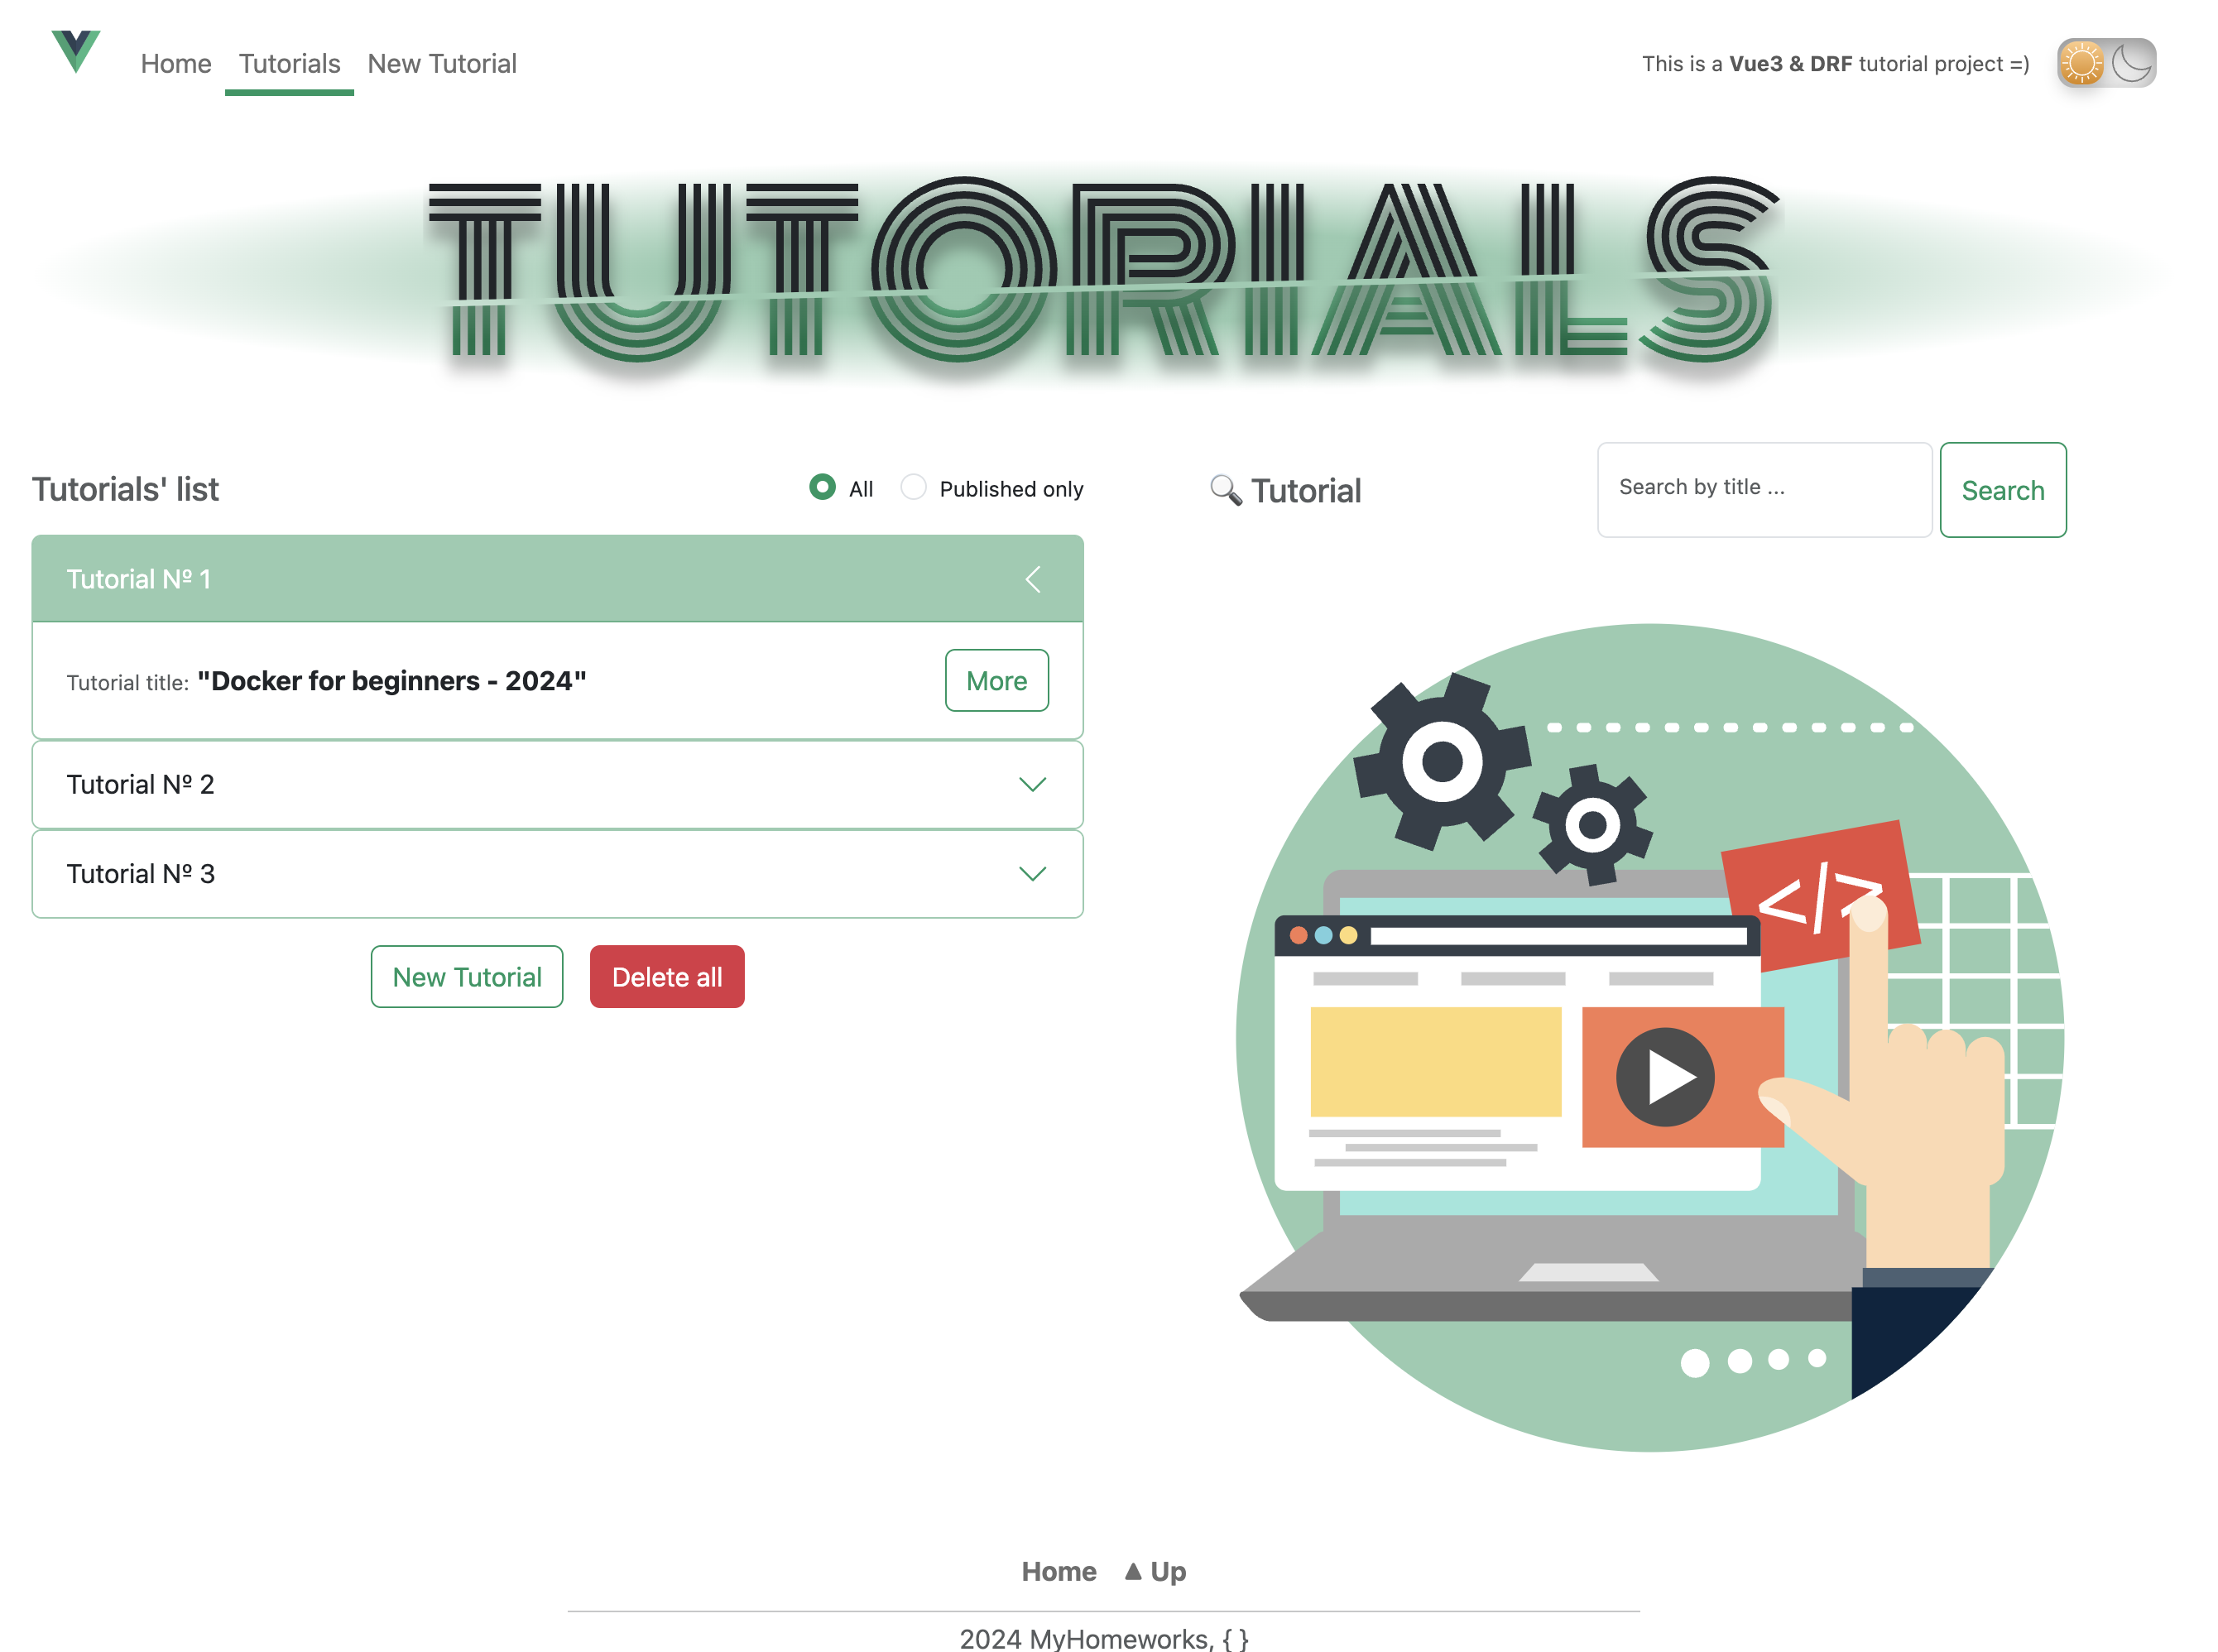 Home Tutorials New Tutorial This is a Vue3 & DRF tutorial project =)
TUTORIALS
Tutorials' list All Published only
Tutorial Search by title ... Search
Tutorial Nº 1
Tutorial title: "Docker for beginners - 2024" More
Tutorial Nº 2
Tutorial Nº 3
New Tutorial Delete all
</>
Home ▲ Up
2024 MyHomeworks, { }